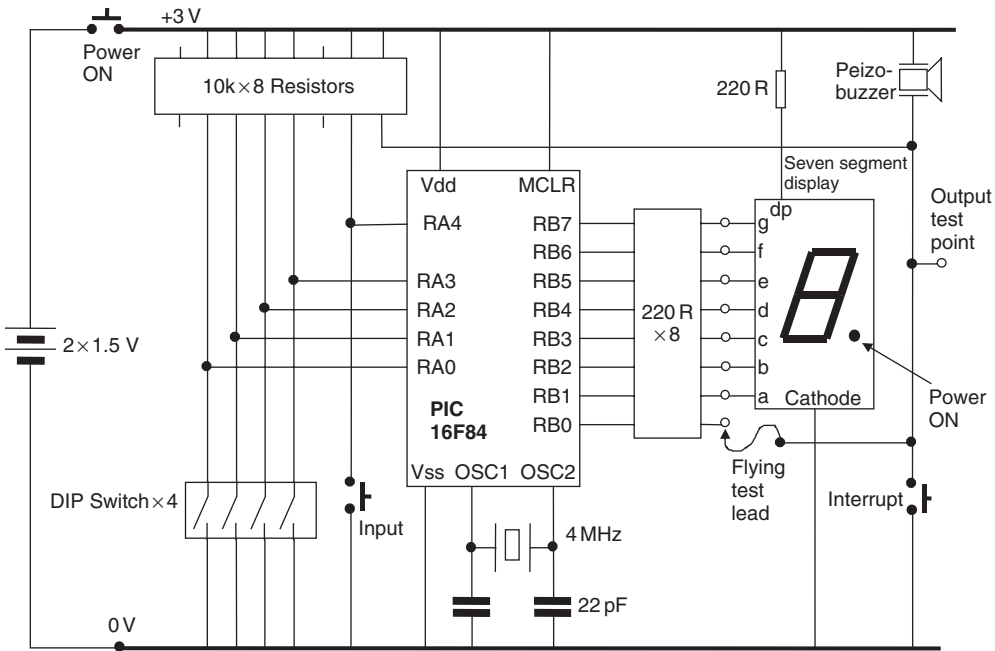 +3 V
Power
ON
10k×8 Resistors
220 R
Peizo-
buzzer
Seven segment
display
Output
test
point
Vdd
MCLR
RA4
RA3
RA2
RA1
RA0
RB7
RB6
RB5
RB4
RB3
RB2
RB1
RB0
PIC
16F84
Vss
OSC1
OSC2
220 R
×8
dp
g
f
e
d
c
b
a
Cathode
Power
ON
2×1.5 V
Flying
test
lead
Interrupt
DIP Switch×4
Input
4 MHz
22 pF
0 V